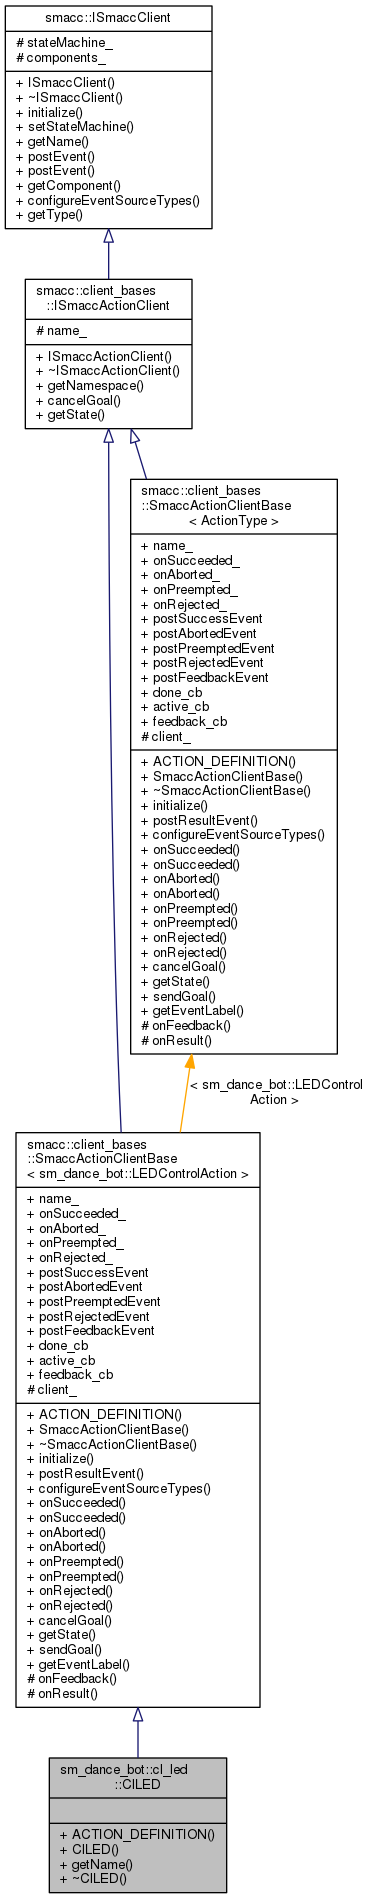 smacc::ISmaccClient
# stateMachine_
# components_
+ ISmaccClient()
+ ~ISmaccClient()
+ initialize()
+ setStateMachine()
+ getName()
+ postEvent()
+ postEvent()
+ getComponent()
+ configureEventSourceTypes()
+ getType()
smacc::client_bases
::ISmaccActionClient
# name_
+ ISmaccActionClient()
+ ~ISmaccActionClient()
+ getNamespace()
+ cancelGoal()
+ getState()
smacc::client_bases
::SmaccActionClientBase
< ActionType >
+ name_
+ onSucceeded_
+ onAborted_
+ onPreempted_
+ onRejected_
+ postSuccessEvent
+ postAbortedEvent
+ postPreemptedEvent
+ postRejectedEvent
+ postFeedbackEvent
+ done_cb
+ active_cb
+ feedback_cb
# client_
+ ACTION_DEFINITION()
+ SmaccActionClientBase()
+ ~SmaccActionClientBase()
+ initialize()
+ postResultEvent()
+ configureEventSourceTypes()
+ onSucceeded()
+ onSucceeded()
+ onAborted()
+ onAborted()
+ onPreempted()
+ onPreempted()
+ onRejected()
+ onRejected()
+ cancelGoal()
+ getState()
+ sendGoal()
+ getEventLabel()
# onFeedback()
# onResult()
< sm_dance_bot::LEDControl
Action >
smacc::client_bases
::SmaccActionClientBase
< sm_dance_bot::LEDControlAction >
+ name_
+ onSucceeded_
+ onAborted_
+ onPreempted_
+ onRejected_
+ postSuccessEvent
+ postAbortedEvent
+ postPreemptedEvent
+ postRejectedEvent
+ postFeedbackEvent
+ done_cb
+ active_cb
+ feedback_cb
# client_
+ ACTION_DEFINITION()
+ SmaccActionClientBase()
+ ~SmaccActionClientBase()
+ initialize()
+ postResultEvent()
+ configureEventSourceTypes()
+ onSucceeded()
+ onSucceeded()
+ onAborted()
+ onAborted()
+ onPreempted()
+ onPreempted()
+ onRejected()
+ onRejected()
+ cancelGoal()
+ getState()
+ sendGoal()
+ getEventLabel()
# onFeedback()
# onResult()
sm_dance_bot::cl_led
::ClLED
+ ACTION_DEFINITION()
+ ClLED()
+ getName()
+ ~ClLED()